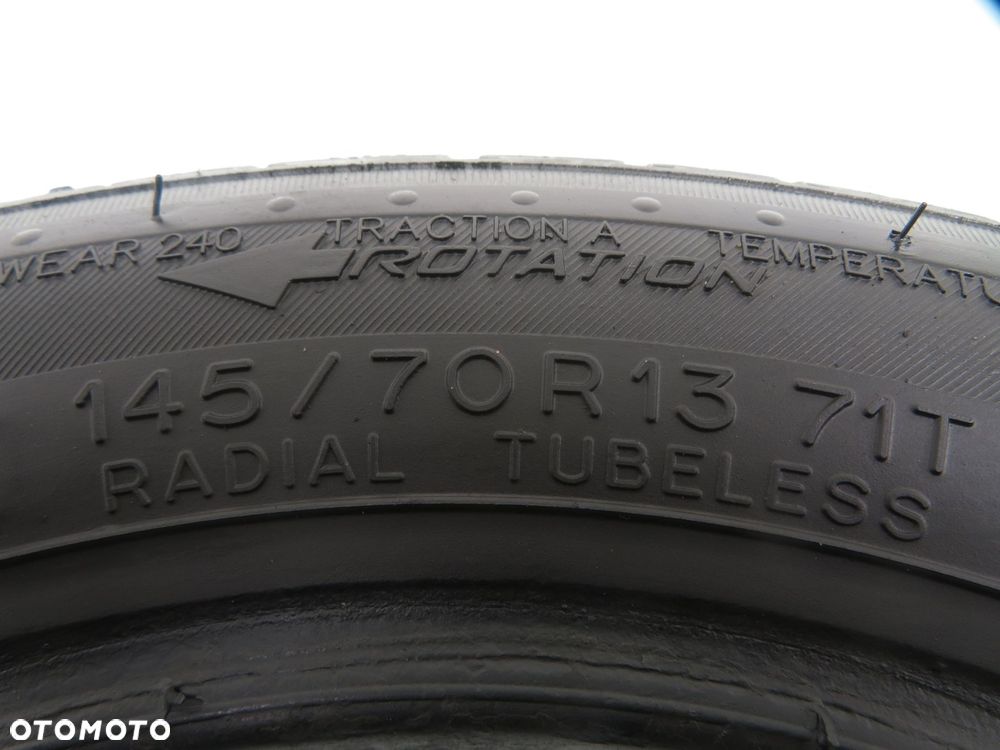 WEAR 240 TRACTION A TEMPERATU
ROTATION
145/70R13 71T
RADIAL TUBELESS
OTOMOTO